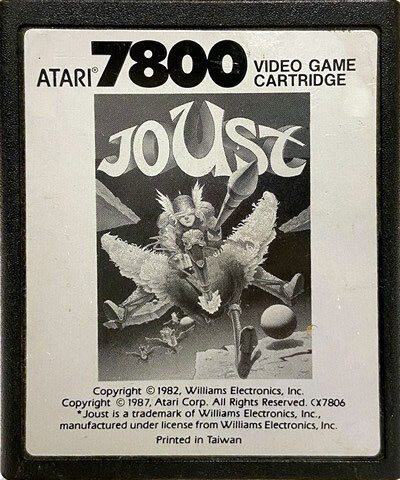 ATARI® 7800 VIDEO GAME
CARTRIDGE
JOUST
Copyright © 1982, Williams Electronics, Inc.
Copyright © 1987, Atari Corp. All Rights Reserved. CX7806
*Joust is a trademark of Williams Electronics, Inc.,
manufactured under license from Williams Electronics, Inc.
Printed in Taiwan